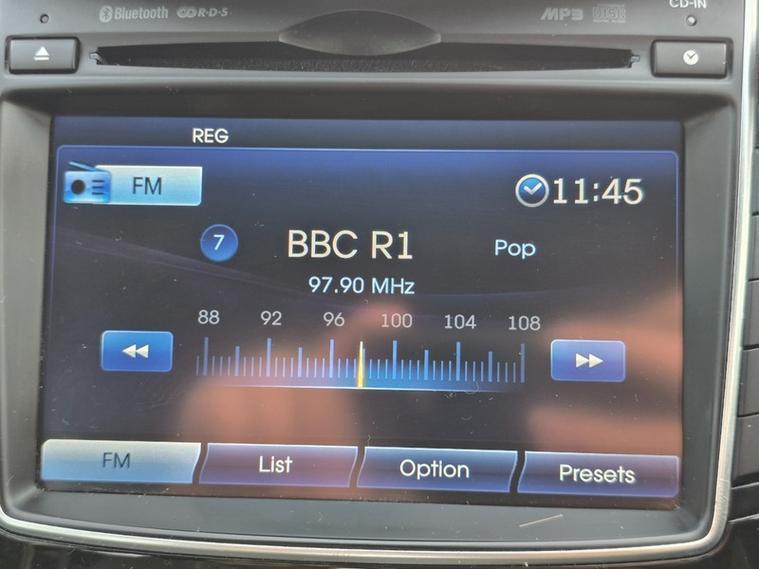 CD-IN
Bluetooth R·D·S MP3
REG
FM
11:45
7 BBC R1 Pop
97.90 MHz
88 92 96 100 104 108
FM List Option Presets